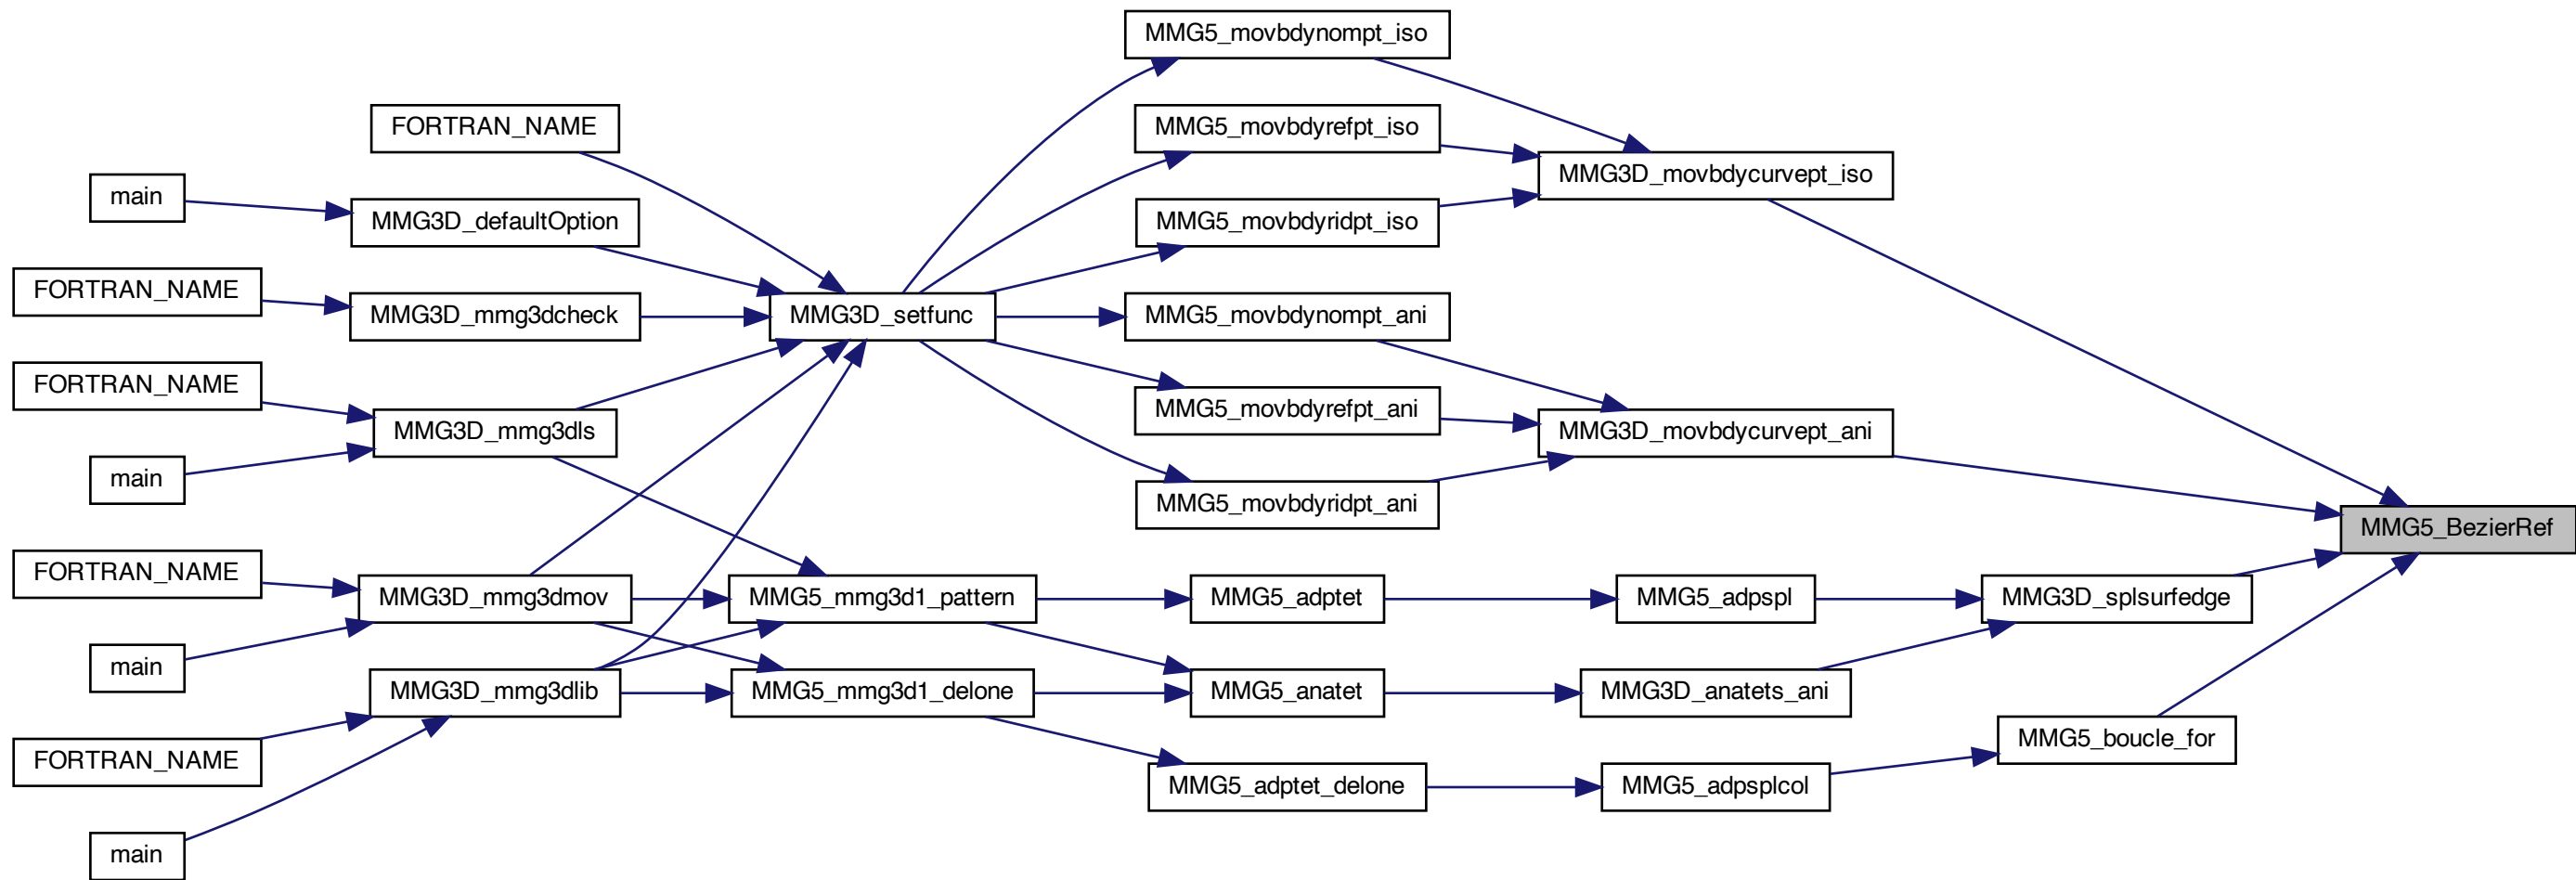 MMG5_movbdynompt_iso
FORTRAN_NAME
MMG5_movbdyrefpt_iso
MMG3D_movbdycurvept_iso
main
MMG3D_defaultOption
MMG5_movbdyridpt_iso
FORTRAN_NAME
MMG3D_mmg3dcheck
MMG3D_setfunc
MMG5_movbdynompt_ani
FORTRAN_NAME
MMG3D_mmg3dls
MMG5_movbdyrefpt_ani
MMG3D_movbdycurvept_ani
main
MMG5_movbdyridpt_ani
MMG5_BezierRef
FORTRAN_NAME
MMG3D_mmg3dmov
MMG5_mmg3d1_pattern
MMG5_adptet
MMG5_adpspl
MMG3D_splsurfedge
main
MMG3D_mmg3dlib
MMG5_mmg3d1_delone
MMG5_anatet
MMG3D_anatets_ani
MMG5_boucle_for
FORTRAN_NAME
MMG5_adptet_delone
MMG5_adpsplcol
main